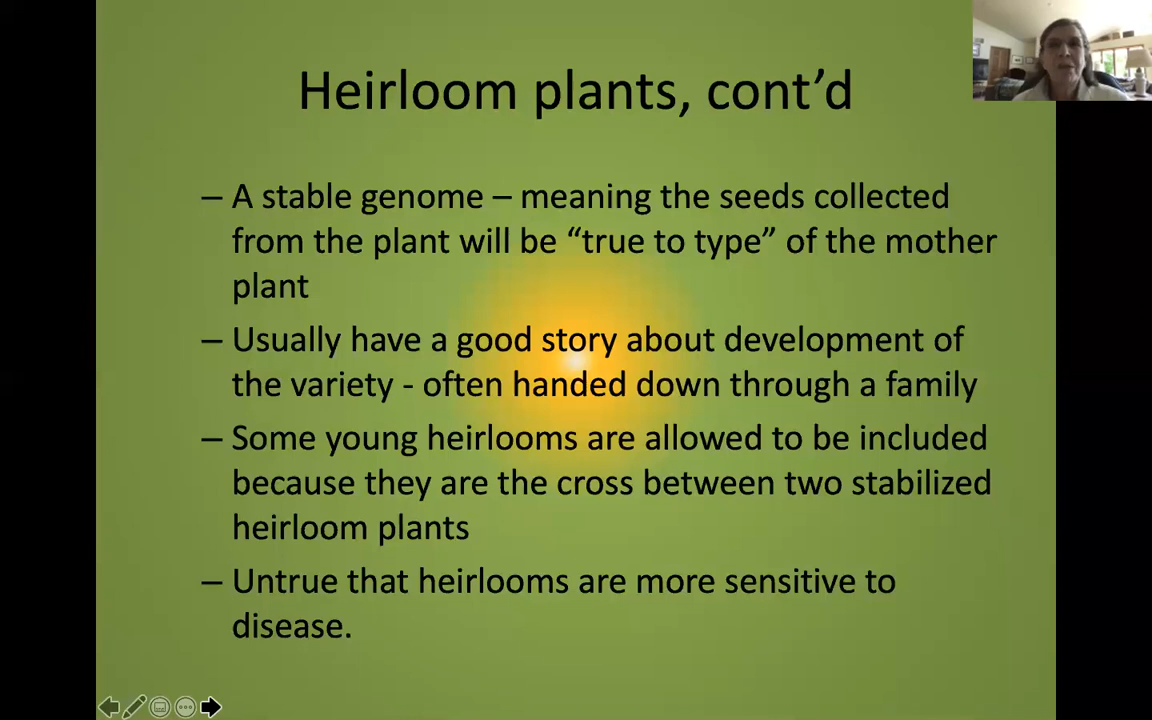 Heirloom plants, cont’d
– A stable genome – meaning the seeds collected
from the plant will be “true to type” of the mother
plant
– Usually have a good story about development of
the variety - often handed down through a family
– Some young heirlooms are allowed to be included
because they are the cross between two stabilized
heirloom plants
– Untrue that heirlooms are more sensitive to
disease.